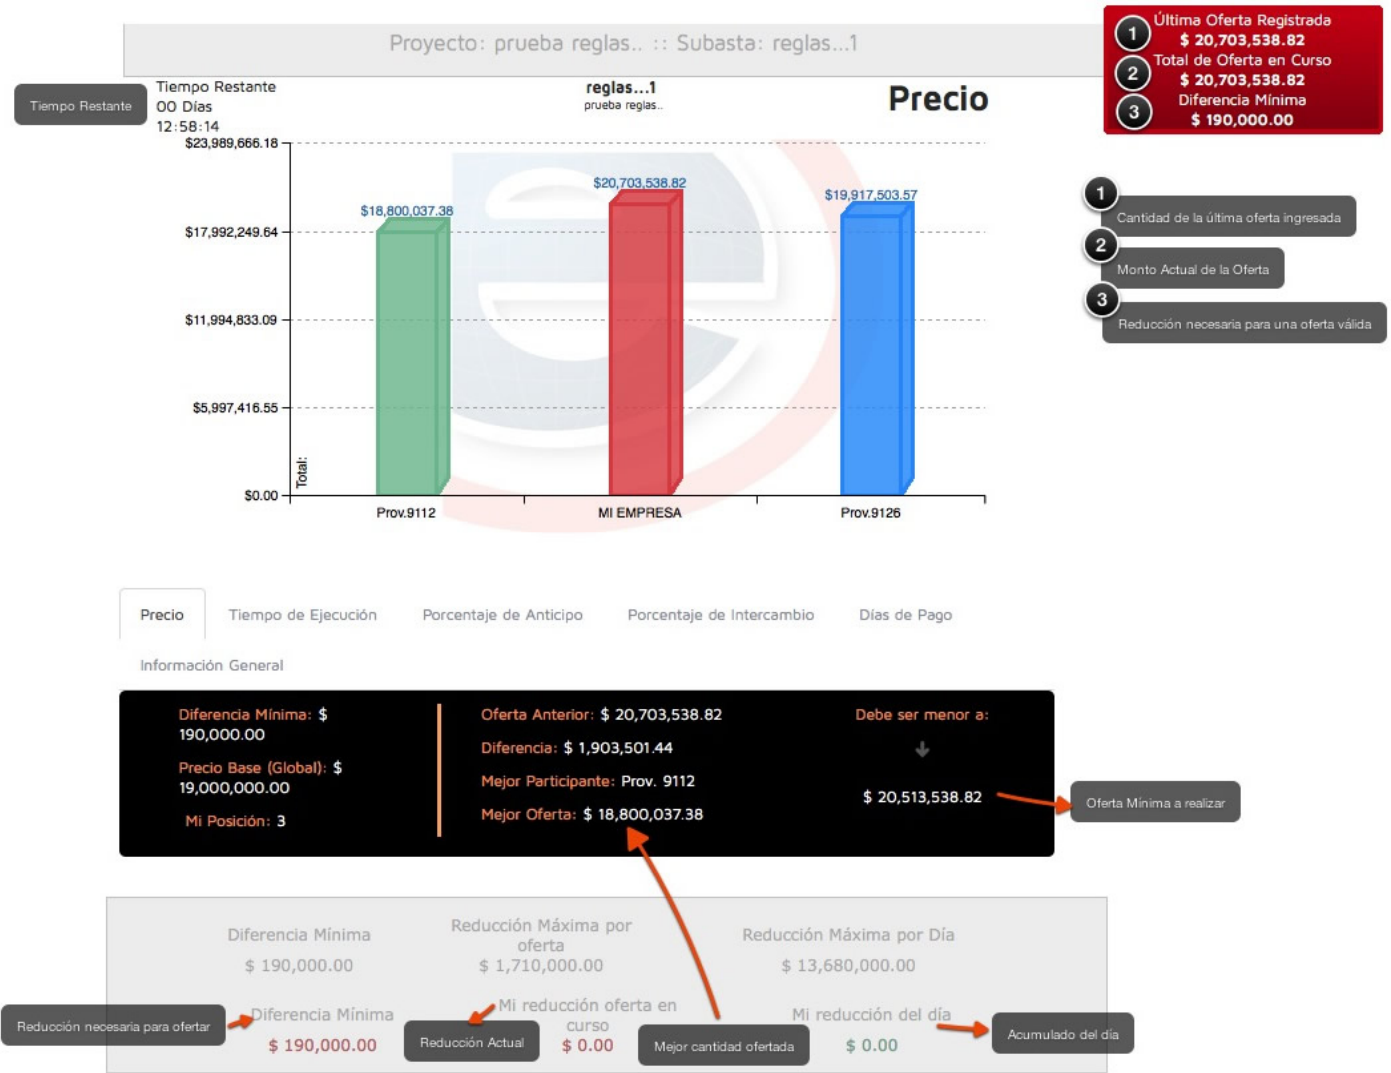 Proyecto: prueba reglas.. :: Subasta: reglas...1
1 Última Oferta Registrada
$ 20,703,538.82
2 Total de Oferta en Curso
$ 20,703,538.82
3 Diferencia Mínima
$ 190,000.00
Tiempo Restante
Tiempo Restante
00 Días
12:58:14
reglas...1
prueba reglas..
Precio
1
Cantidad de la última oferta ingresada
2
Monto Actual de la Oferta
3
Reducción necesaria para una oferta válida
$23,989,666.18
$17,992,249.64
$11,994,833.09
$5,997,416.55
$0.00
Total:
$18,800,037.38
$20,703,538.82
$19,917,503.57
Prov.9112
MI EMPRESA
Prov.9126
Precio
Tiempo de Ejecución
Porcentaje de Anticipo
Porcentaje de Intercambio
Días de Pago
Información General
Diferencia Mínima: $
190,000.00
Precio Base (Global): $
19,000,000.00
Mi Posición: 3
Oferta Anterior: $ 20,703,538.82
Diferencia: $ 1,903,501.44
Mejor Participante: Prov. 9112
Mejor Oferta: $ 18,800,037.38
Debe ser menor a:
$ 20,513,538.82
Oferta Mínima a realizar
Diferencia Mínima
$ 190,000.00
Reducción Máxima por
oferta
$ 1,710,000.00
Reducción Máxima por Día
$ 13,680,000.00
Reducción necesaria para ofertar
Diferencia Mínima
$ 190,000.00
Reducción Actual
Mi reducción oferta en
curso
$ 0.00
Mejor cantidad ofertada
Mi reducción del día
$ 0.00
Acumulado del día